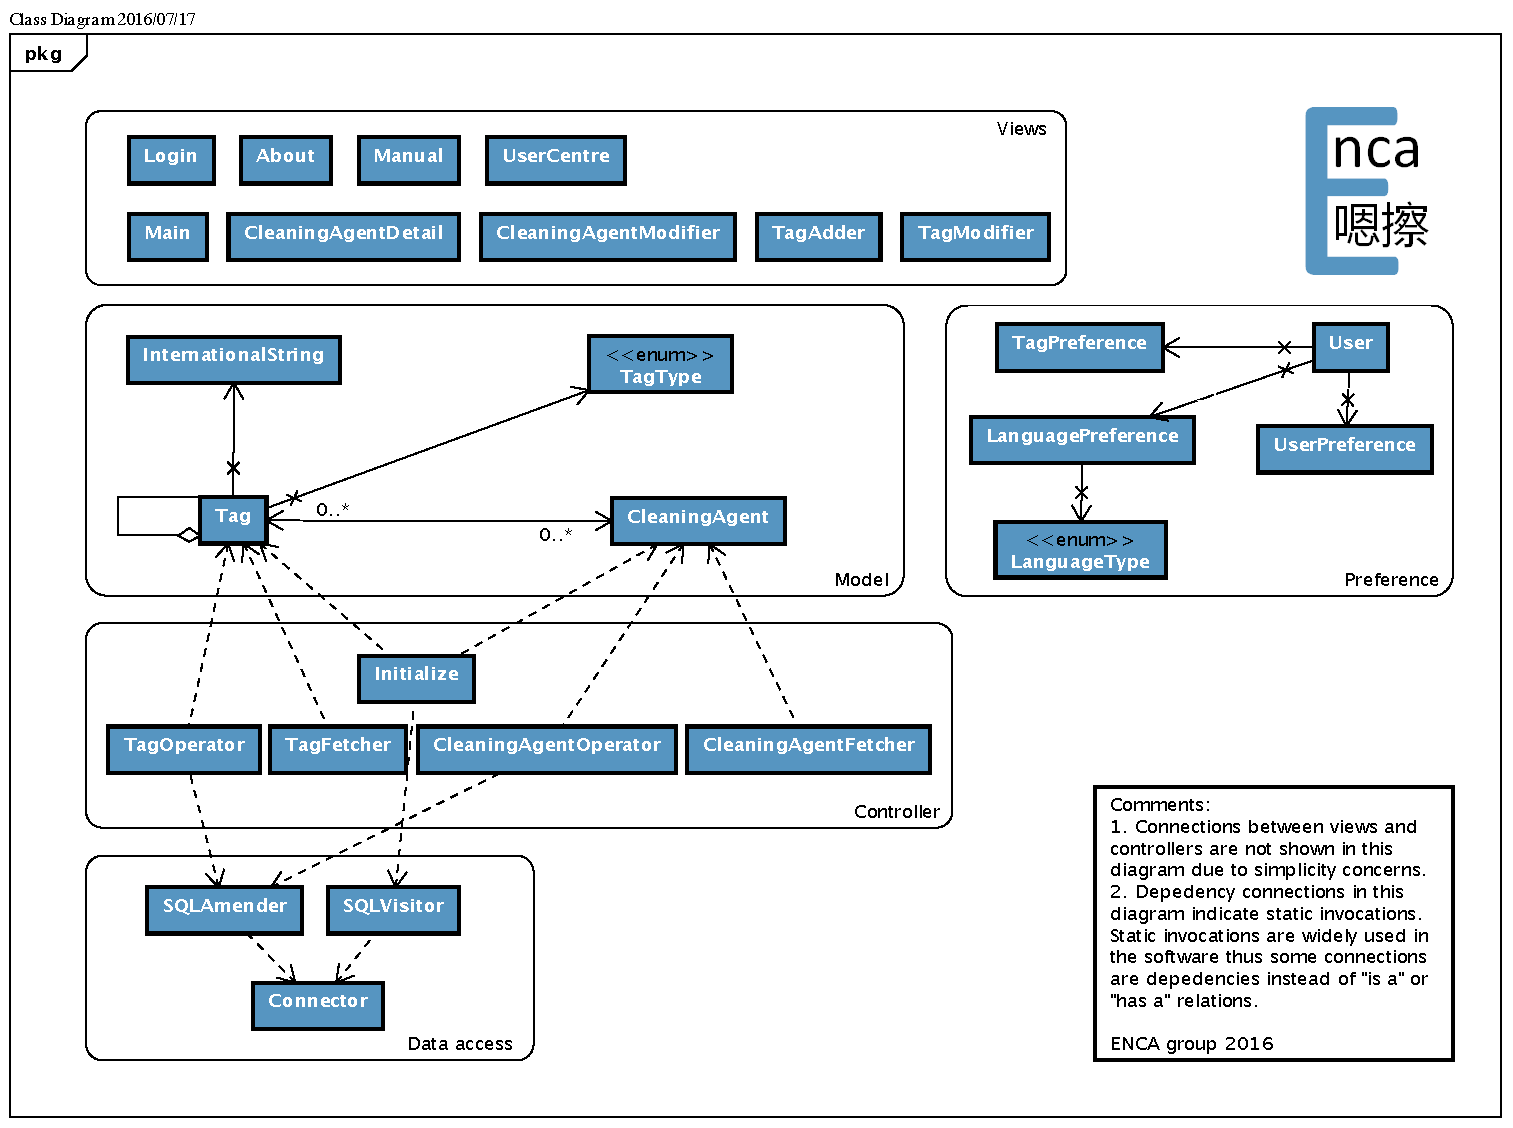 Class Diagram 2016/07/17
pkg
Views
Login
About
Manual
UserCentre
Main
CleaningAgentDetail
CleaningAgentModifier
TagAdder
TagModifier
Enca
嗯擦
InternationalString
<<enum>>
TagType
Tag
0..*
0..*
CleaningAgent
Model
TagPreference
User
LanguagePreference
UserPreference
<<enum>>
LanguageType
Preference
Initialize
TagOperator
TagFetcher
CleaningAgentOperator
CleaningAgentFetcher
Controller
SQLAmender
SQLVisitor
Connector
Data access
Comments:
1. Connections between views and
controllers are not shown in this
diagram due to simplicity concerns.
2. Depedency connections in this
diagram indicate static invocations.
Static invocations are widely used in
the software thus some connections
are depedencies instead of "is a" or
"has a" relations.
ENCA group 2016